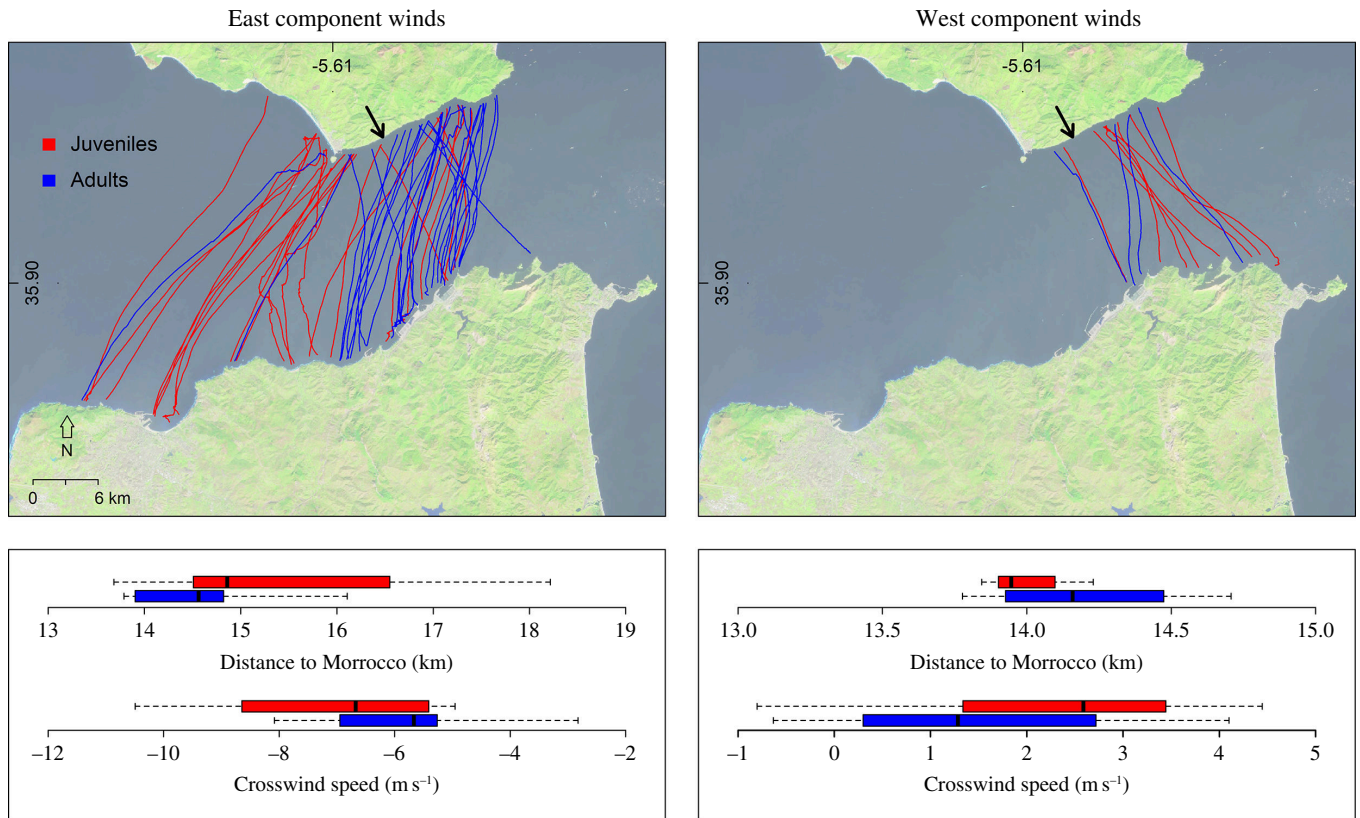 East component winds
West component winds
-5.61
-5.61
Juveniles
Adults
35.90
35.90
N
0 6 km
13 14 15 16 17 18 19
Distance to Morrocco (km)
13.0 13.5 14.0 14.5 15.0
Distance to Morrocco (km)
–12 –10 –8 –6 –4 –2
Crosswind speed (m s⁻¹)
–1 0 1 2 3 4 5
Crosswind speed (m s⁻¹)